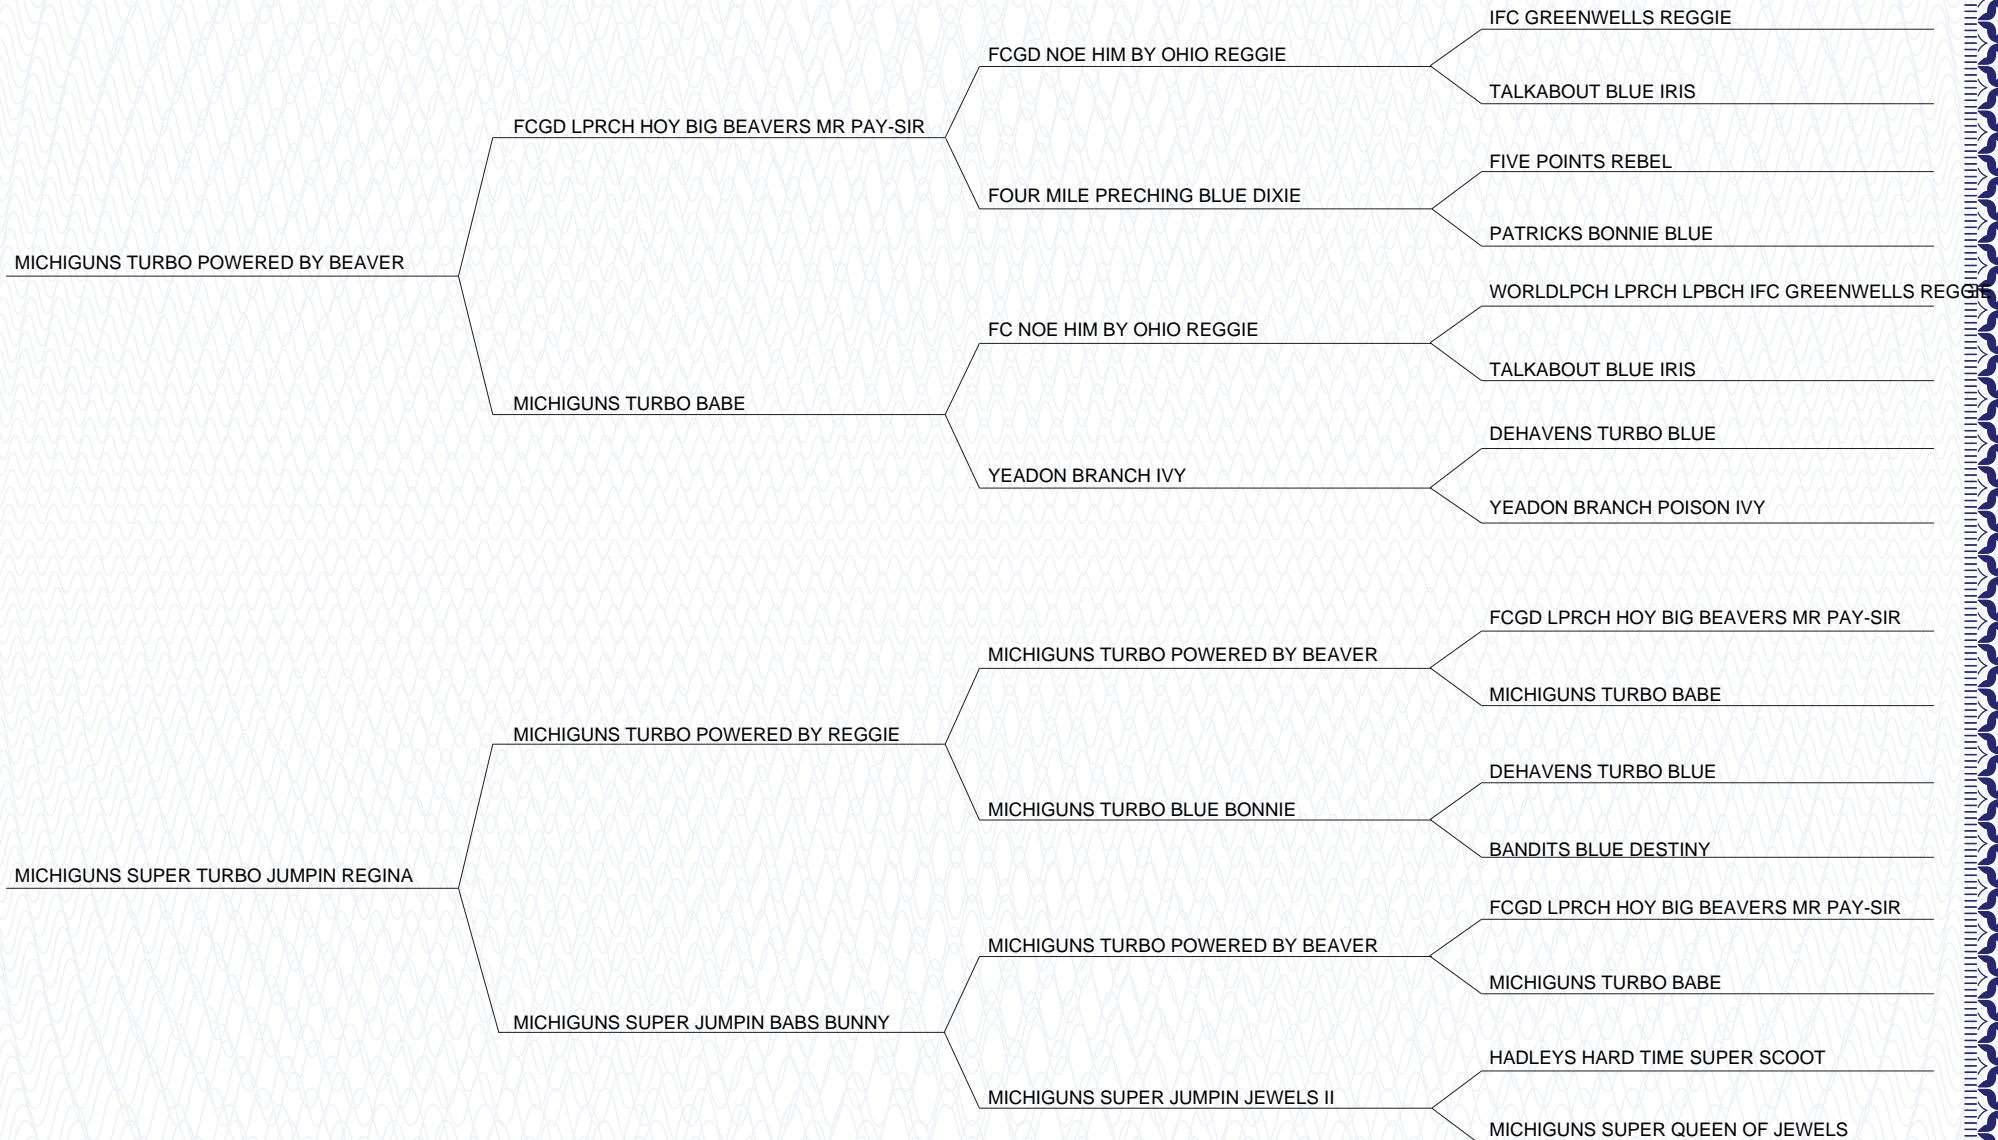 IFC GREENWELLS REGGIE
FCGD NOE HIM BY OHIO REGGIE
TALKABOUT BLUE IRIS
FCGD LPRCH HOY BIG BEAVERS MR PAY-SIR
FIVE POINTS REBEL
FOUR MILE PRECHING BLUE DIXIE
PATRICKS BONNIE BLUE
MICHIGUNS TURBO POWERED BY BEAVER
WORLDLPCH LPRCH LPBCH IFC GREENWELLS REGGIE
FC NOE HIM BY OHIO REGGIE
TALKABOUT BLUE IRIS
MICHIGUNS TURBO BABE
DEHAVENS TURBO BLUE
YEADON BRANCH IVY
YEADON BRANCH POISON IVY
FCGD LPRCH HOY BIG BEAVERS MR PAY-SIR
MICHIGUNS TURBO POWERED BY BEAVER
MICHIGUNS TURBO BABE
MICHIGUNS TURBO POWERED BY REGGIE
DEHAVENS TURBO BLUE
MICHIGUNS TURBO BLUE BONNIE
BANDITS BLUE DESTINY
MICHIGUNS SUPER TURBO JUMPIN REGINA
FCGD LPRCH HOY BIG BEAVERS MR PAY-SIR
MICHIGUNS TURBO POWERED BY BEAVER
MICHIGUNS TURBO BABE
MICHIGUNS SUPER JUMPIN BABS BUNNY
HADLEYS HARD TIME SUPER SCOOT
MICHIGUNS SUPER JUMPIN JEWELS II
MICHIGUNS SUPER QUEEN OF JEWELS